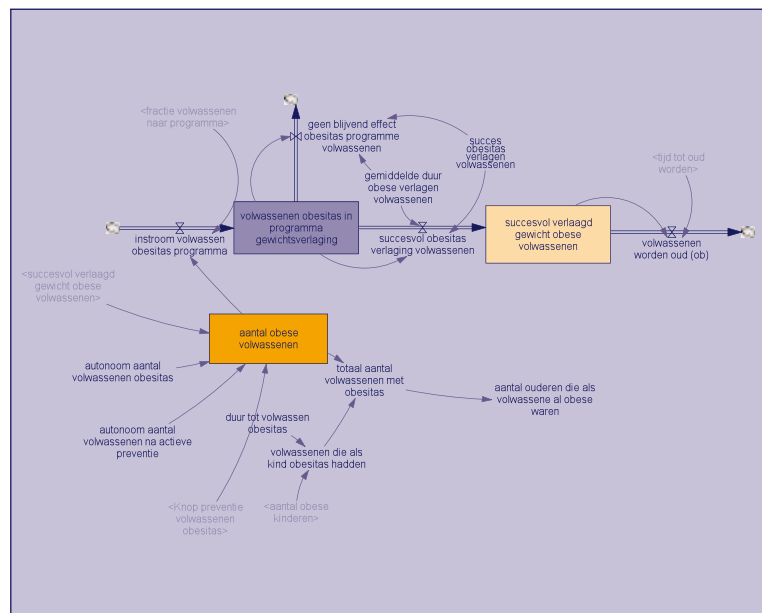 <fractie volwassenen
naar programma>
geen blijvend effect
obesitas programme
volwassenen
succes
obesitas
verlagen
volwassenen
<tijd tot oud
worden>
gemiddelde duur
obese verlagen
volwassenen
volwassenen obesitas in
programma
gewichtsverlaging
succesvol verlaagd
gewicht obese
volwassenen
instroom volwassen
obesitas programma
succesvol obesitas
verlaging volwassenen
volwassenen
worden oud (ob)
<succesvol verlaagd
gewicht obese
volwassenen>
aantal obese
volwassenen
autonoom aantal
volwassenen obesitas
totaal aantal
volwassenen met
obesitas
aantal ouderen die als
volwassene al obese
waren
autonoom aantal
volwassenen na actieve
preventie
duur tot volwassen
obesitas
volwassenen die als
kind obesitas hadden
<Knop preventie
volwassenen
obesitas>
<aantal obese
kinderen>